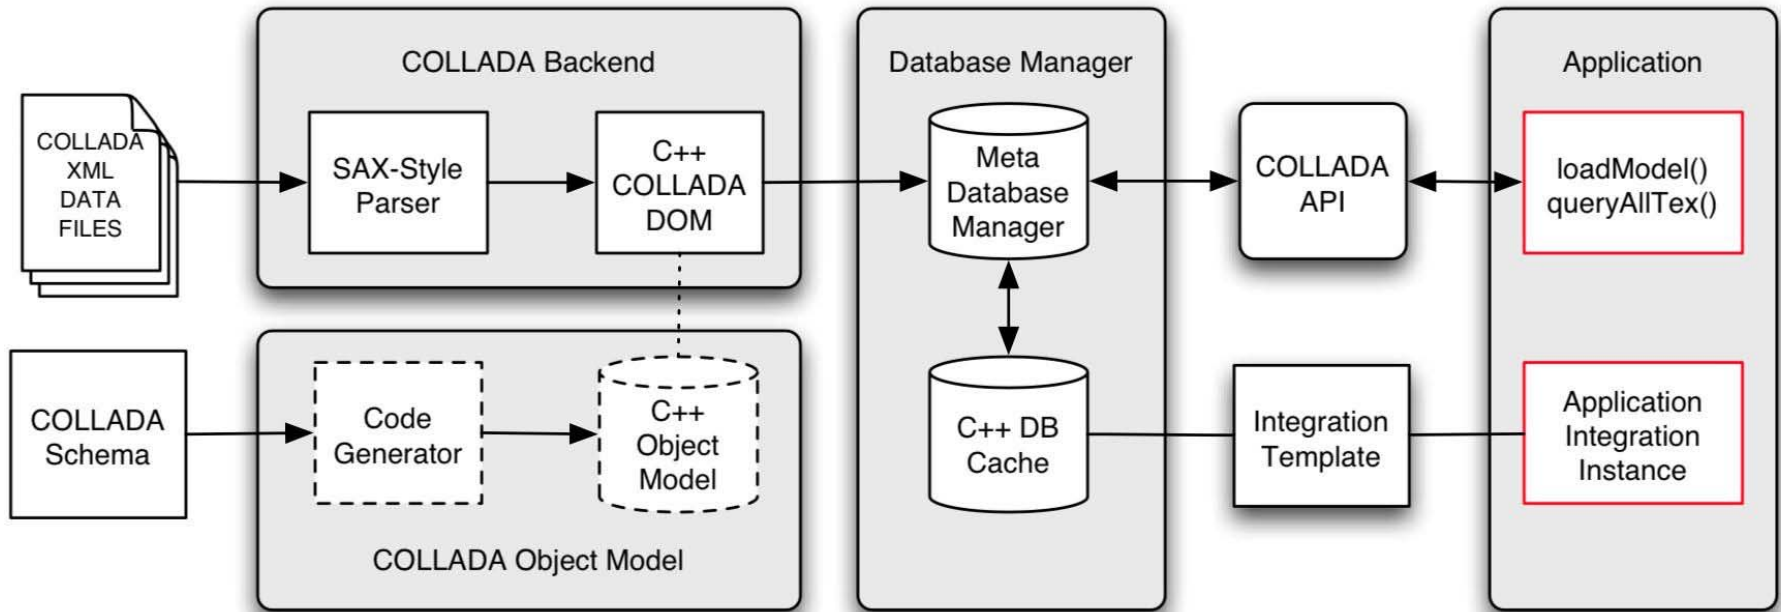 COLLADA Backend
Database Manager
Application
COLLADA
XML
DATA
FILES
SAX-Style
Parser
C++
COLLADA
DOM
Meta
Database
Manager
COLLADA
API
loadModel()
queryAllTex()
COLLADA
Schema
Code
Generator
C++
Object
Model
C++ DB
Cache
Integration
Template
Application
Integration
Instance
COLLADA Object Model